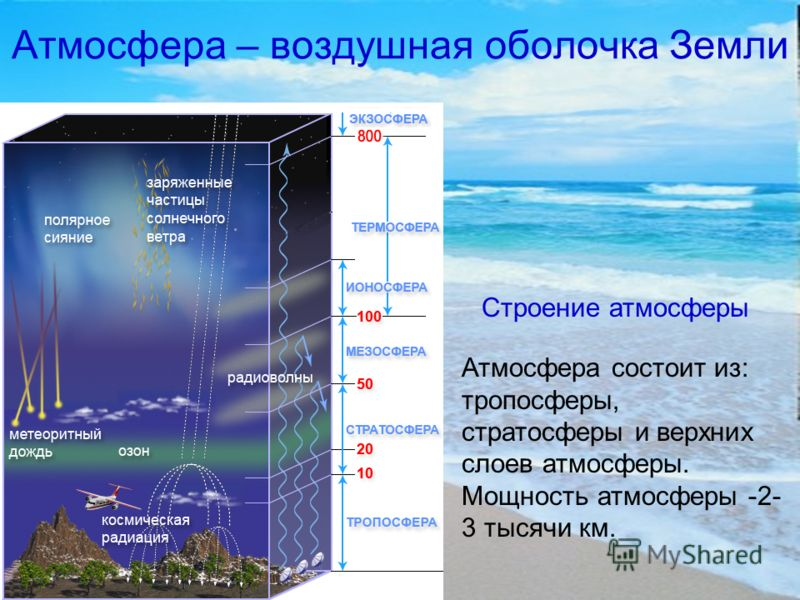 Атмосфера – воздушная оболочка Земли
ЭКЗОСФЕРА
800
заряженные
частицы
солнечного
ветра
полярное
сияние
ТЕРМОСФЕРА
ИОНОСФЕРА
100
МЕЗОСФЕРА
радиоволны
50
метеоритный
дождь
озон
СТРАТОСФЕРА
20
10
космическая
радиация
ТРОПОСФЕРА
Строение атмосферы
Атмосфера состоит из:
тропосферы,
стратосферы и верхних
слоев атмосферы.
Мощность атмосферы -2-
3 тысячи км.
MyShared